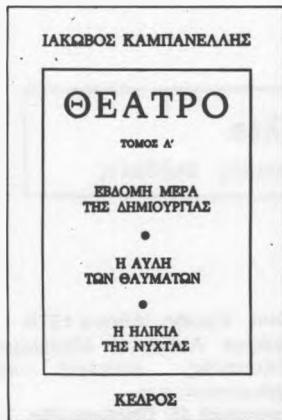 ΙΑΚΩΒΟΣ ΚΑΜΠΑΝΕΛΛΗΣ
ΘΕΑΤΡΟ
ΤΟΜΟΣ Α'
ΕΒΔΟΜΗ ΜΕΡΑ
ΤΗΣ ΔΗΜΙΟΥΡΓΙΑΣ
•
Η ΑΥΛΗ
ΤΩΝ ΘΑΥΜΑΤΩΝ
•
Η ΗΛΙΚΙΑ
ΤΗΣ ΝΥΧΤΑΣ
ΚΕΔΡΟΣ